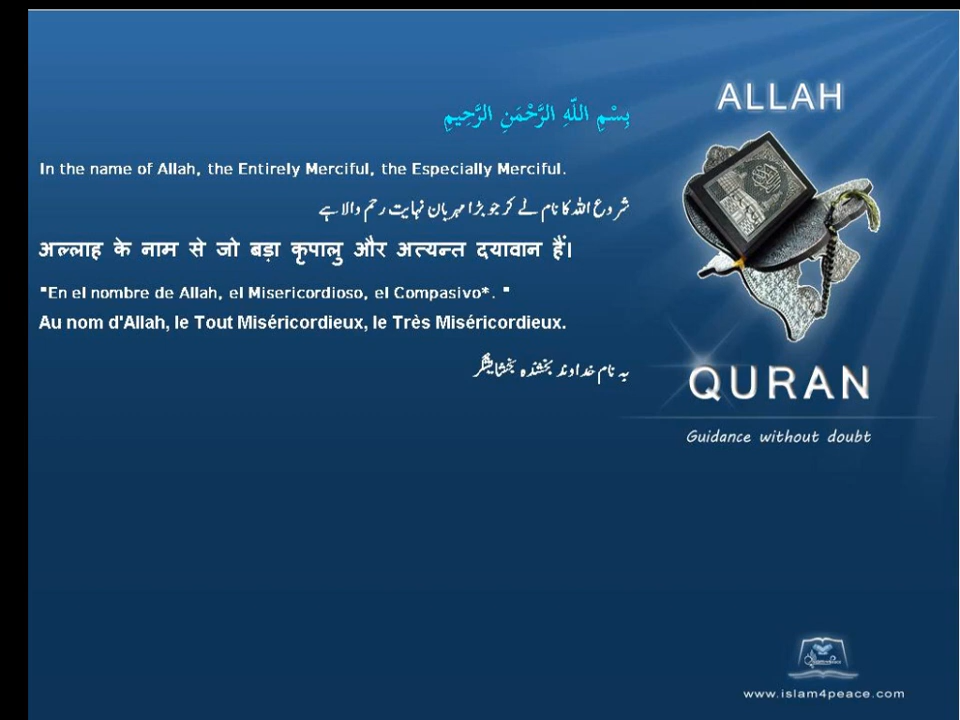 بِسْمِ اللّهِ الرَّحْمَنِ الرَّحِيمِ
In the name of Allah, the Entirely Merciful, the Especially Merciful.
شروع الله کا نام لے کر جو بڑا مہربان نہایت رحم والا ہے
अल्लाह के नाम से जो बड़ा कृपालु और अत्यन्त दयावान हैं।
"En el nombre de Allah, el Misericordioso, el Compasivo*. "
Au nom d'Allah, le Tout Miséricordieux, le Très Miséricordieux.
به نام خداوند بخشنده بخشایشگر
ALLAH
QURAN
Guidance without doubt
www.islam4peace.com